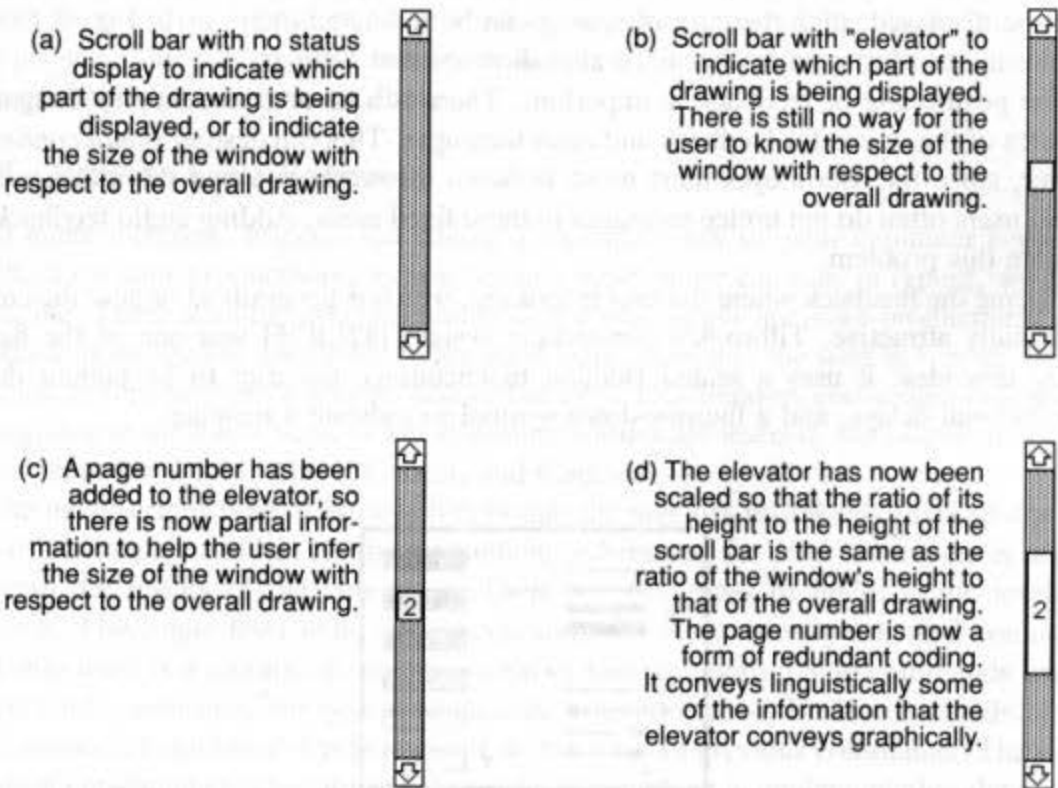 (a) Scroll bar with no status
display to indicate which
part of the drawing is being
displayed, or to indicate
the size of the window with
respect to the overall drawing.
(b) Scroll bar with "elevator" to
indicate which part of the
drawing is being displayed.
There is still no way for the
user to know the size of the
window with respect to the
overall drawing.
(c) A page number has been
added to the elevator, so
there is now partial infor-
mation to help the user infer
the size of the window with
respect to the overall drawing.
2
(d) The elevator has now been
scaled so that the ratio of its
height to the height of the
scroll bar is the same as the
ratio of the window's height to
that of the overall drawing.
The page number is now a
form of redundant coding.
It conveys linguistically some
of the information that the
elevator conveys graphically.
2